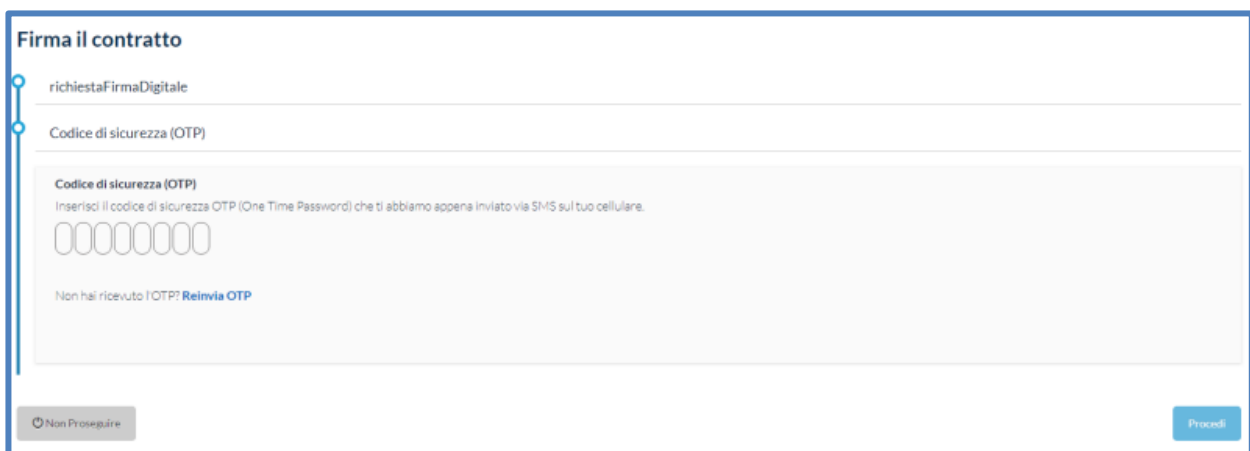 Firma il contratto
richiestaFirmaDigitale
Codice di sicurezza (OTP)
Codice di sicurezza (OTP)
Inserisci il codice di sicurezza OTP (One Time Password) che ti abbiamo appena inviato via SMS sul tuo cellulare.
Non hai ricevuto l'OTP? Reinvia OTP
Non Proseguire
Procedi